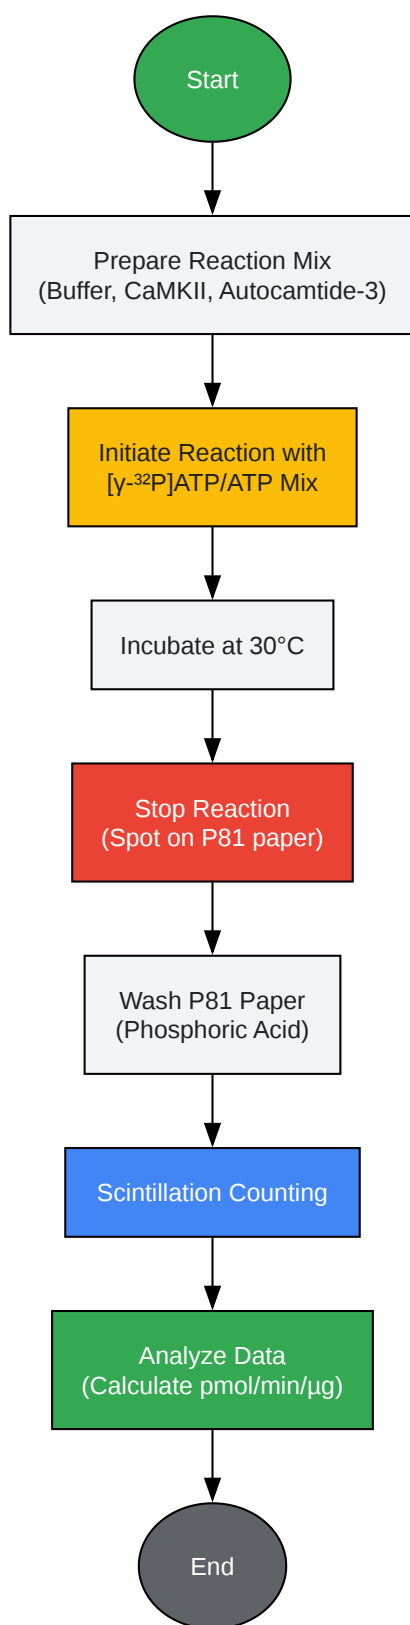 Start
Prepare Reaction Mix
(Buffer, CaMKII, Autocamtide-3)
Initiate Reaction with
[γ-³²P]ATP/ATP Mix
Incubate at 30°C
Stop Reaction
(Spot on P81 paper)
Wash P81 Paper
(Phosphoric Acid)
Scintillation Counting
Analyze Data
(Calculate pmol/min/µg)
End